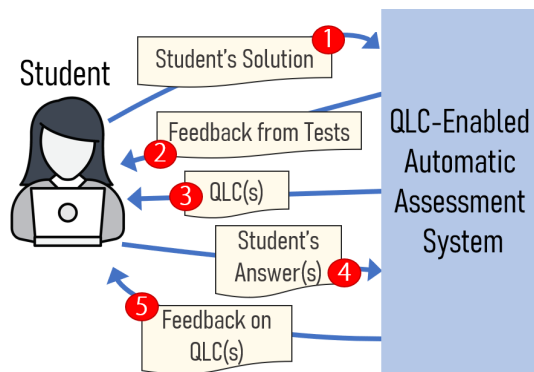 Student
1
Student's Solution
2
Feedback from Tests
3
QLC(s)
Student's
Answer(s)
4
5
Feedback on
QLC(s)
QLC-Enabled
Automatic
Assessment
System